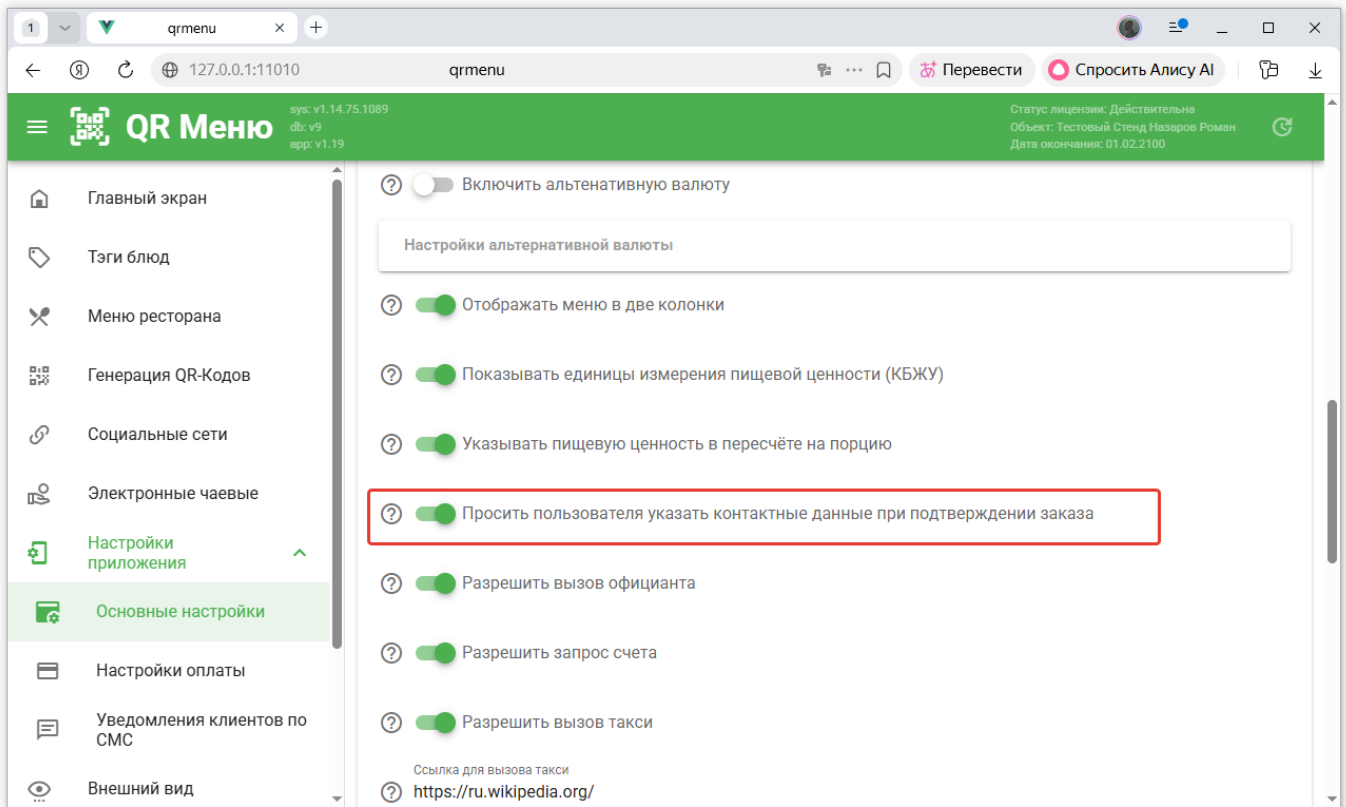 1
qrmenu
127.0.0.1:11010
qrmenu
Перевести
Спросить Алису AI
QR Меню
sys: v1.14.75.1089
db: v9
app: v1.19
Статус лицензии: Действительна
Объект: Тестовый Стенд Назаров Роман
Дата окончания: 01.02.2100
Главный экран
Тэги блюд
Меню ресторана
Генерация QR-Кодов
Социальные сети
Электронные чаевые
Настройки
приложения
Основные настройки
Настройки оплаты
Уведомления клиентов по
СМС
Внешний вид
Включить альтенативную валюту
Настройки альтернативной валюты
Отображать меню в две колонки
Показывать единицы измерения пищевой ценности (КБЖУ)
Указывать пищевую ценность в пересчёте на порцию
Просить пользователя указать контактные данные при подтверждении заказа
Разрешить вызов официанта
Разрешить запрос счета
Разрешить вызов такси
Ссылка для вызова такси
https://ru.wikipedia.org/